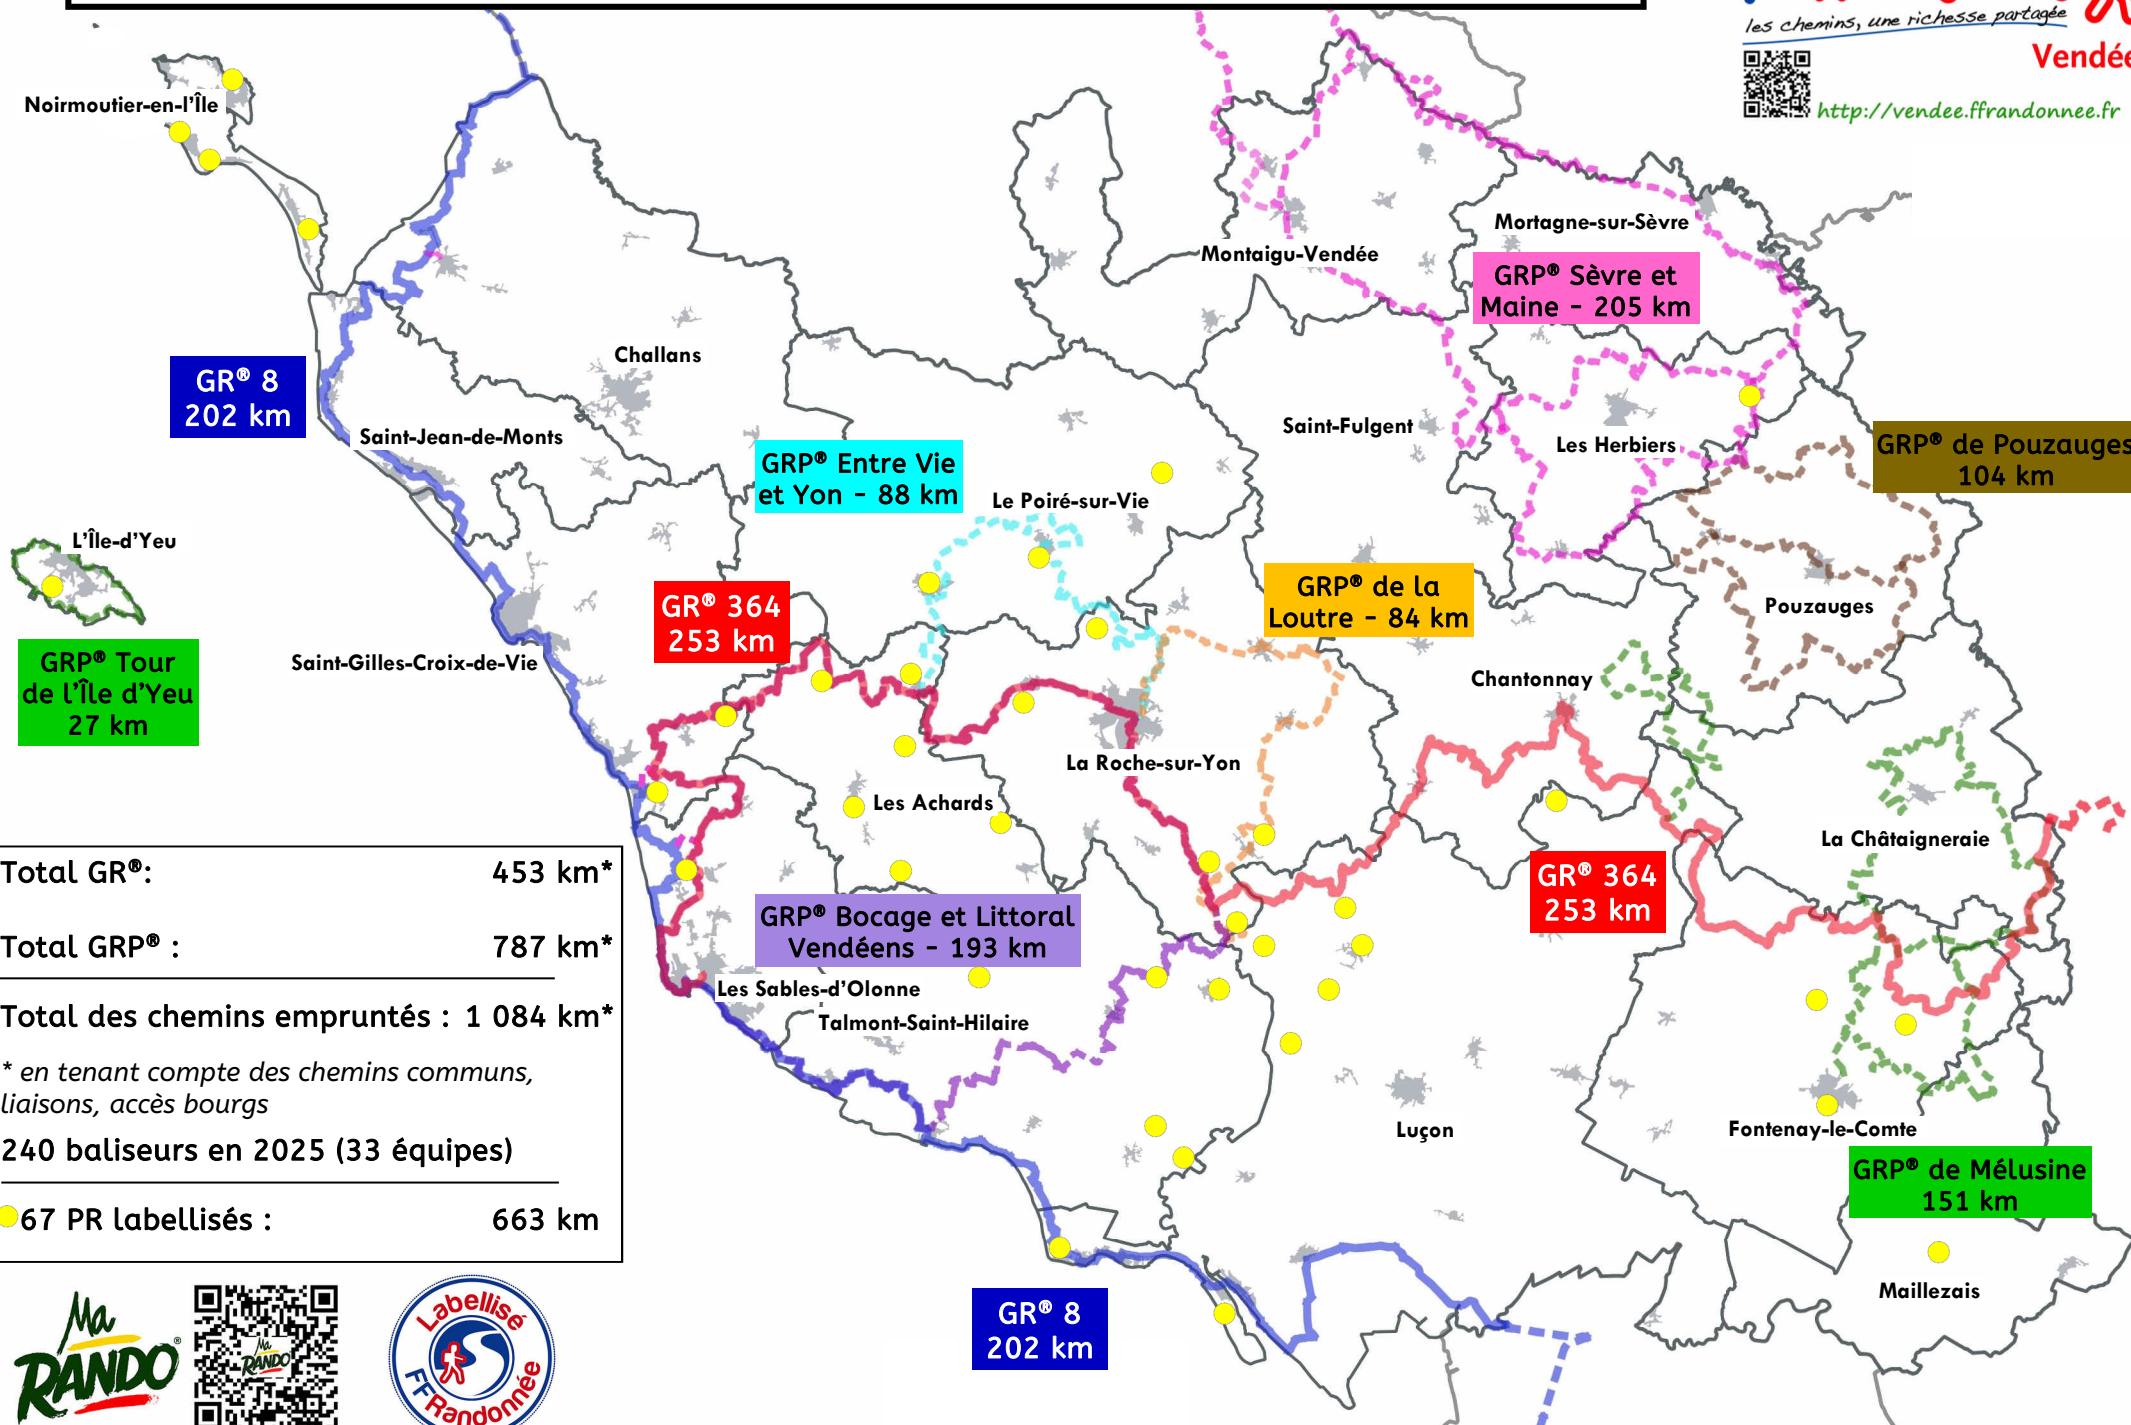 les chemins, une richesse partagée
Vendée
http://vendee.ffrandonnee.fr
Noirmoutier-en-l'Île
Mortagne-sur-Sèvre
Montaigu-Vendée
GRP® Sèvre et
Maine - 205 km
Challans
GR® 8
202 km
Saint-Jean-de-Monts
Saint-Fulgent
Les Herbiers
GRP® de Pouzauges
104 km
GRP® Entre Vie
et Yon - 88 km
Le Poiré-sur-Vie
L'Île-d'Yeu
GR® 364
253 km
GRP® de la
Loutre - 84 km
Pouzauges
GRP® Tour
de l'Île d'Yeu
27 km
Saint-Gilles-Croix-de-Vie
Chantonnay
La Roche-sur-Yon
Les Achards
La Châtaigneraie
GR® 364
253 km
GRP® Bocage et Littoral
Vendéens - 193 km
Les Sables-d'Olonne
Talmont-Saint-Hilaire
Luçon
Fontenay-le-Comte
GRP® de Mélusine
151 km
Maillezais
GR® 8
202 km
Total GR®: 453 km*
Total GRP® : 787 km*
Total des chemins empruntés : 1 084 km*
* en tenant compte des chemins communs,
liaisons, accès bourgs
240 baliseurs en 2025 (33 équipes)
67 PR labellisés : 663 km
Ma
RANDO®
Ma
RANDO
Labellisé
FFRandonnée